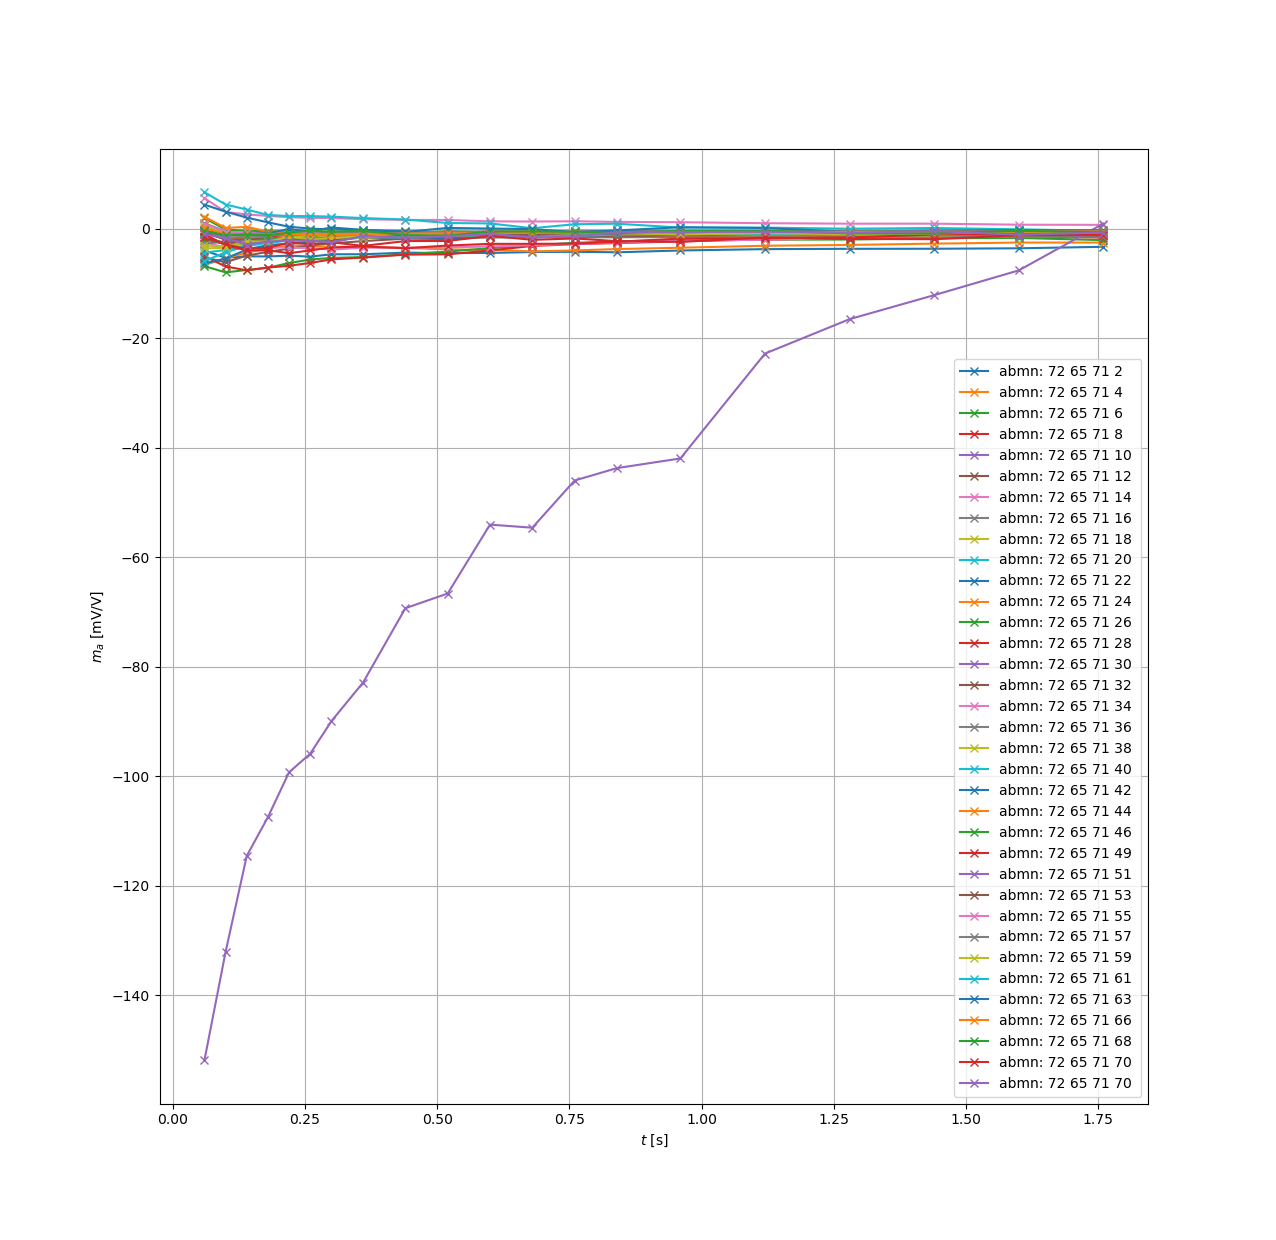 0
−20
−40
−60
−80
−100
−120
−140
m_a [mV/V]
0.00 0.25 0.50 0.75 1.00 1.25 1.50 1.75
t [s]
abmn: 72 65 71 2
abmn: 72 65 71 4
abmn: 72 65 71 6
abmn: 72 65 71 8
abmn: 72 65 71 10
abmn: 72 65 71 12
abmn: 72 65 71 14
abmn: 72 65 71 16
abmn: 72 65 71 18
abmn: 72 65 71 20
abmn: 72 65 71 22
abmn: 72 65 71 24
abmn: 72 65 71 26
abmn: 72 65 71 28
abmn: 72 65 71 30
abmn: 72 65 71 32
abmn: 72 65 71 34
abmn: 72 65 71 36
abmn: 72 65 71 38
abmn: 72 65 71 40
abmn: 72 65 71 42
abmn: 72 65 71 44
abmn: 72 65 71 46
abmn: 72 65 71 49
abmn: 72 65 71 51
abmn: 72 65 71 53
abmn: 72 65 71 55
abmn: 72 65 71 57
abmn: 72 65 71 59
abmn: 72 65 71 61
abmn: 72 65 71 63
abmn: 72 65 71 66
abmn: 72 65 71 68
abmn: 72 65 71 70
abmn: 72 65 71 70